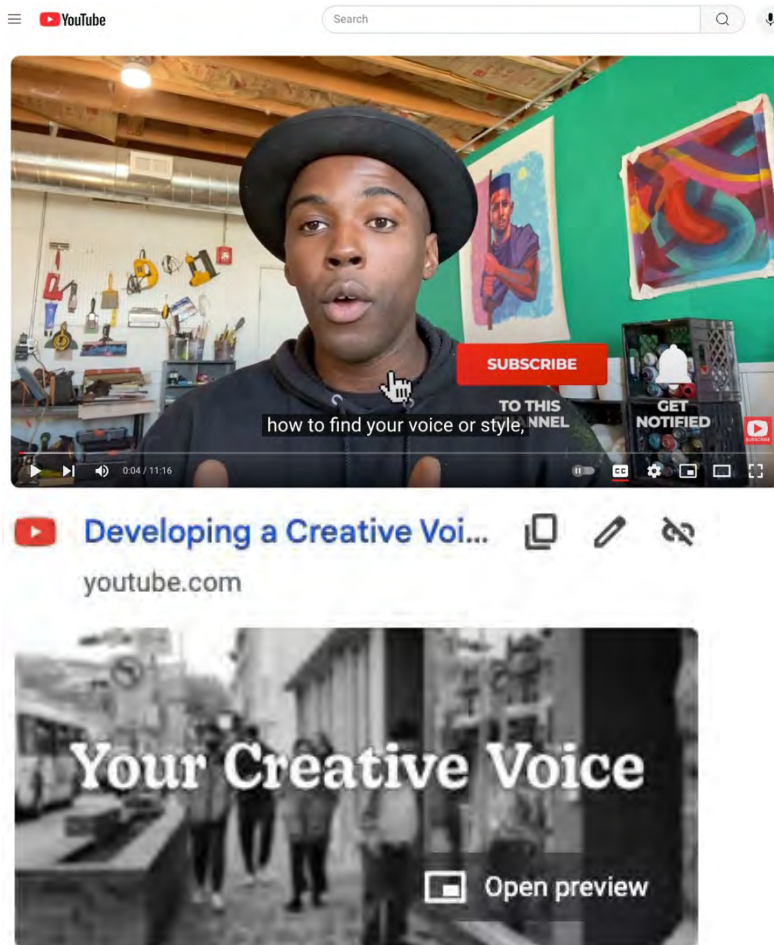 YouTube
Search
SUBSCRIBE
TO THIS
GET
NNEL
NOTIFIED
how to find your voice or style,
SUBSCRIBE
0:04 / 11:16
CC
Developing a Creative Voi...
youtube.com
Your Creative Voice
Open preview